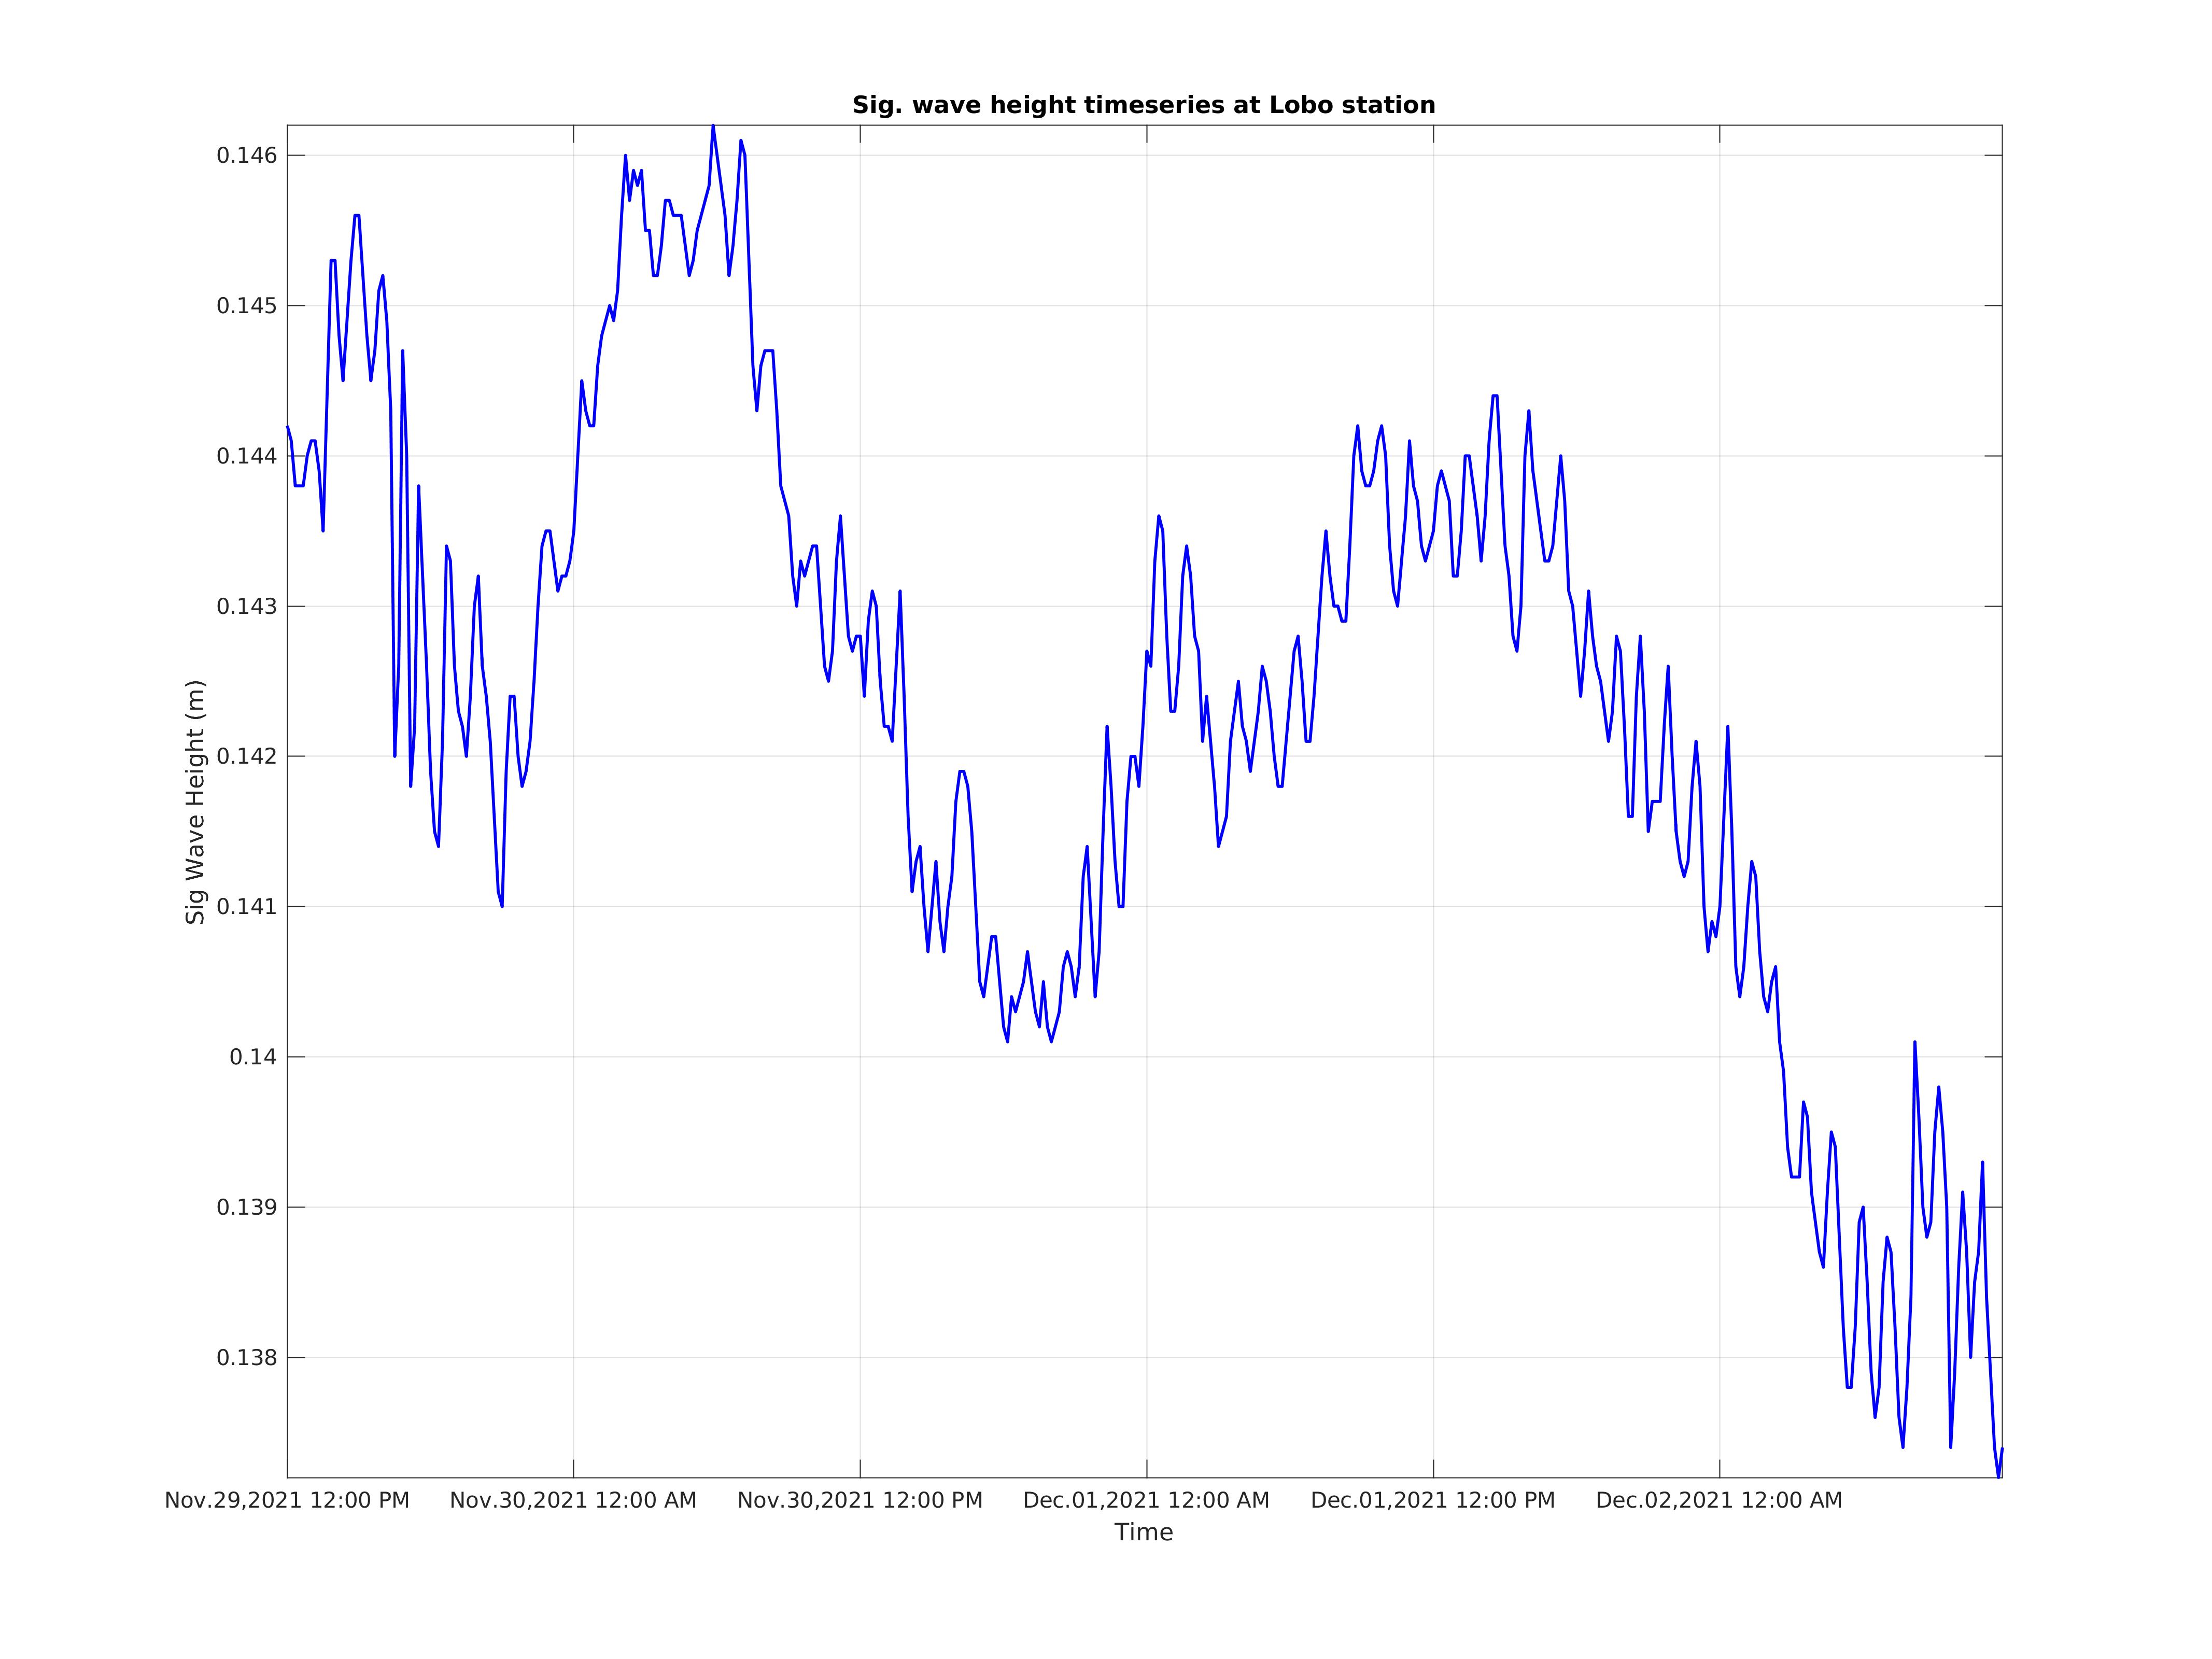 Sig. wave height timeseries at Lobo station
Sig Wave Height (m)
0.146
0.145
0.144
0.143
0.142
0.141
0.14
0.139
0.138
Nov.29,2021 12:00 PM
Nov.30,2021 12:00 AM
Nov.30,2021 12:00 PM
Dec.01,2021 12:00 AM
Dec.01,2021 12:00 PM
Dec.02,2021 12:00 AM
Time